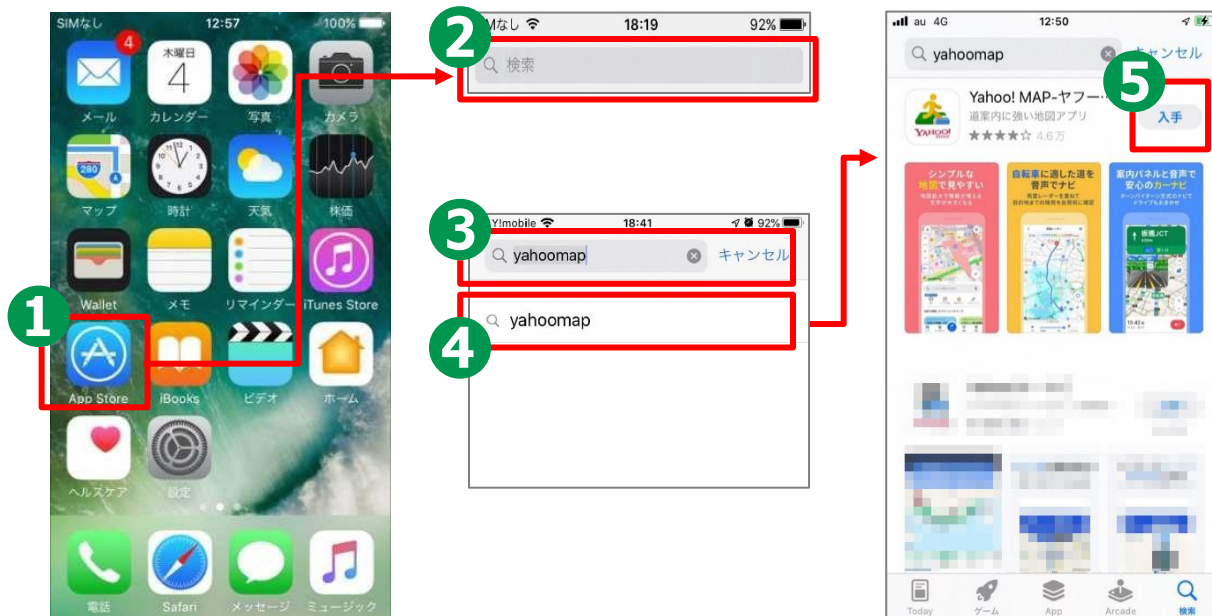 SIMなし 12:57 100%
4
木曜日
4
メール カレンダー 写真 カメラ
280
マップ 時計 天気 株価
Wallet メモ リマインダー iTunes Store
1
App Store iBooks ビデオ ホーム
ヘルスケア 設定
電話 Safari メッセージ ミュージック
2
Mなし 18:19 92%
検索
3
Y!mobile 18:41 92%
yahoomap キャンセル
4
yahoomap
au 4G 12:50
yahoomap キャンセル
5
Yahoo! MAP-ヤフー…
道案内に強い地図アプリ
入手
YAHOO!
JAPAN
★★★★☆ 4.6万
シンプルな
地図で見やすい
自転車に適した道を
音声でナビ
案内パネルと音声で
安心のカーナビ
板橋JCT
Today ゲーム App Arcade 検索